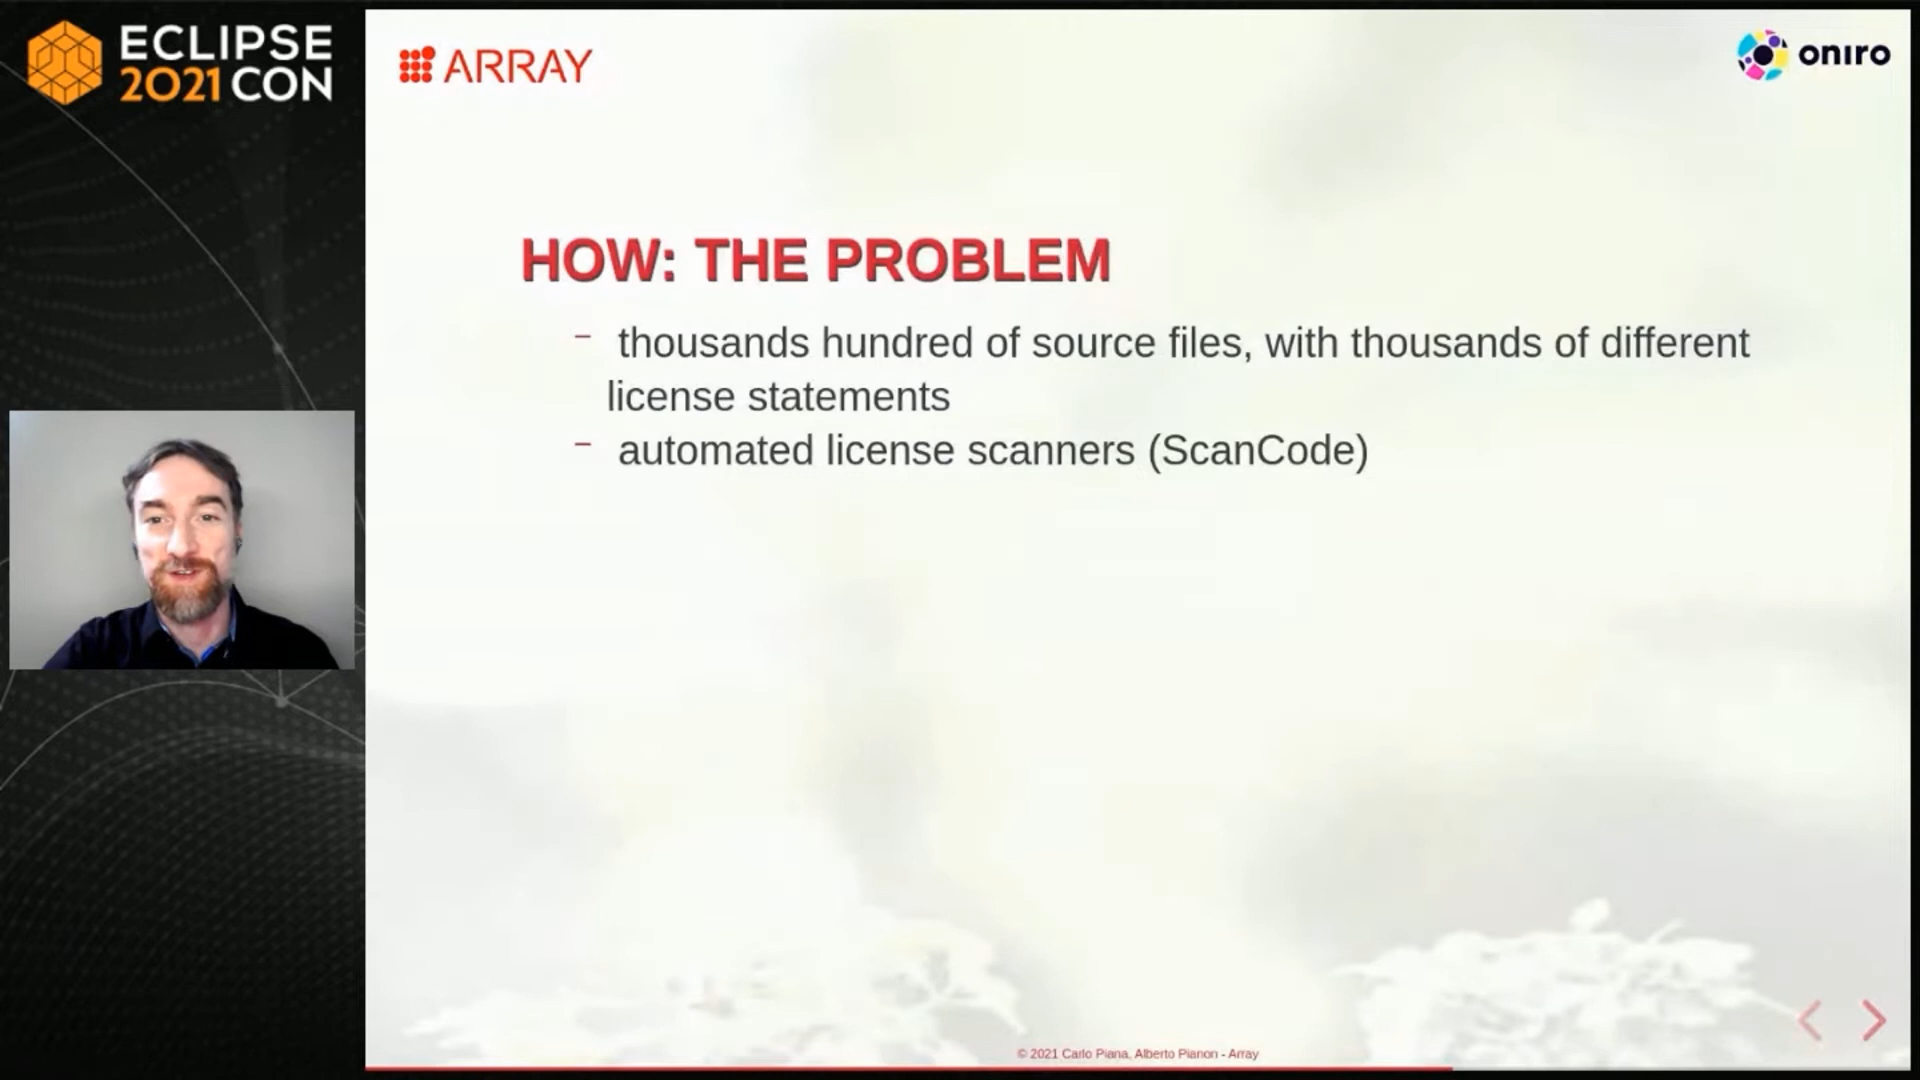 ECLIPSE
2021 CON
ARRAY
oniro
HOW: THE PROBLEM
– thousands hundred of source files, with thousands of different
license statements
– automated license scanners (ScanCode)
© 2021 Carlo Piana, Alberto Pianon - Array